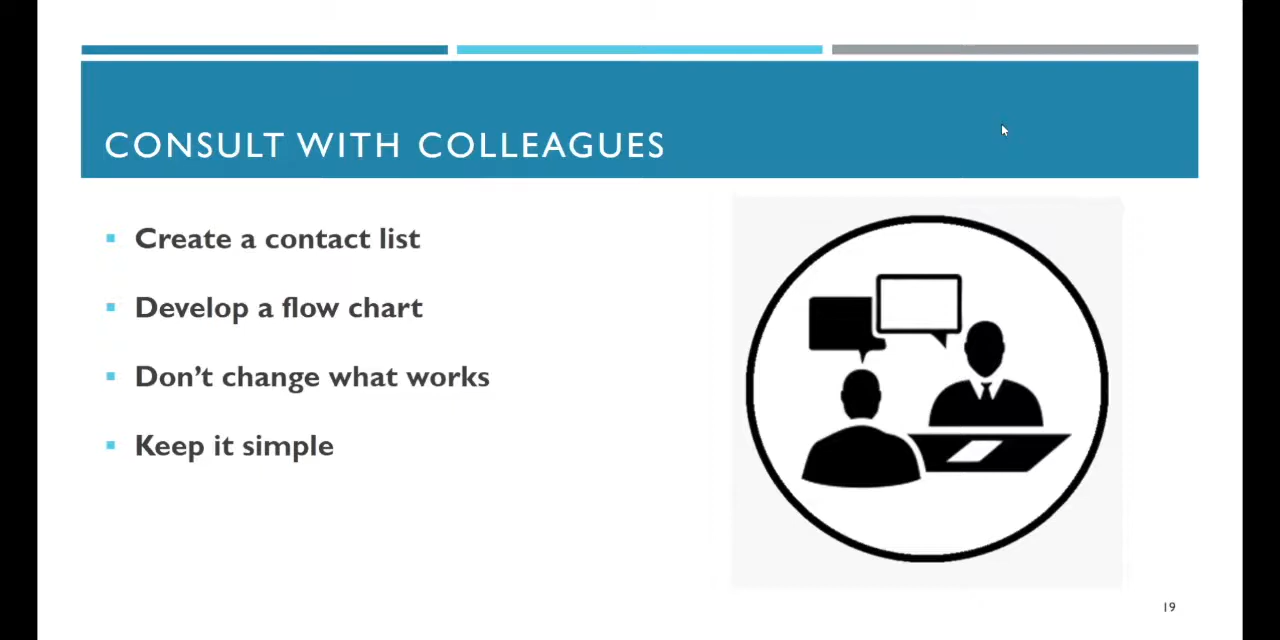 CONSULT WITH COLLEAGUES
Create a contact list
Develop a flow chart
Don’t change what works
Keep it simple
19